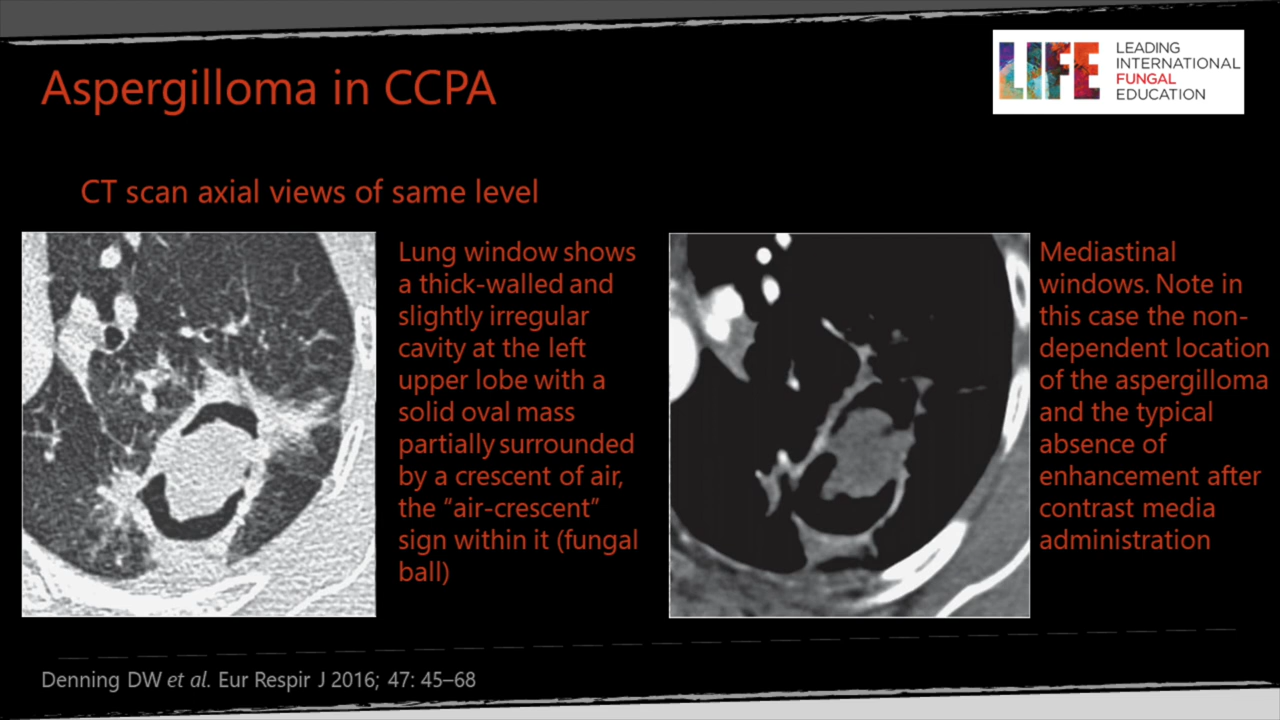 Aspergilloma in CCPA
LIFE
LEADING
INTERNATIONAL
FUNGAL
EDUCATION
CT scan axial views of same level
Lung window shows
a thick-walled and
slightly irregular
cavity at the left
upper lobe with a
solid oval mass
partially surrounded
by a crescent of air,
the “air-crescent”
sign within it (fungal
ball)
Mediastinal
windows. Note in
this case the non-
dependent location
of the aspergilloma
and the typical
absence of
enhancement after
contrast media
administration
Denning DW et al. Eur Respir J 2016; 47: 45–68